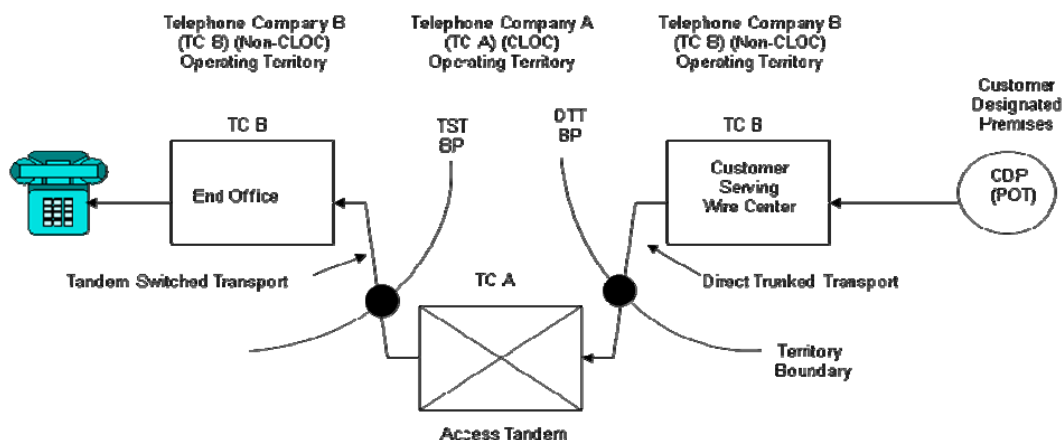 Telephone Company B
(TC B) (Non-CLOC)
Operating Territory
Telephone Company A
(TC A) (CLOC)
Operating Territory
Telephone Company B
(TC B) (Non-CLOC)
Operating Territory
Customer
Designated
Premises
TC B
TST
BP
DTT
BP
TC B
End Office
Customer
Serving
Wire Center
CDP
(POT)
Tandem Switched Transport
TC A
Direct Trunked Transport
Territory
Boundary
Access Tandem